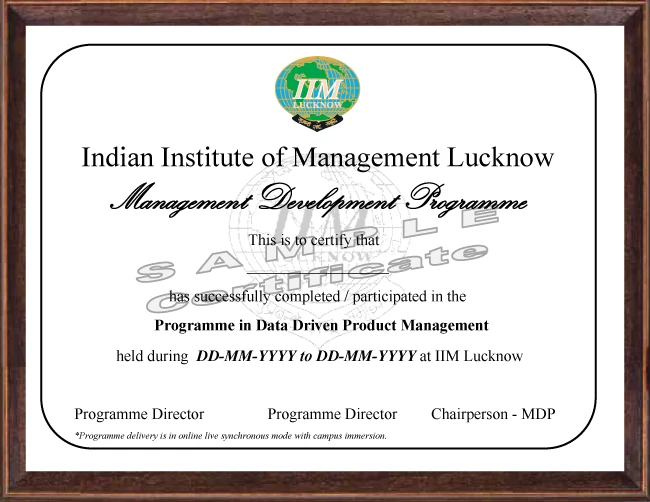 IIM
LUCKNOW
Indian Institute of Management Lucknow
Management Development Programme
This is to certify that
SAMPLE
Certificate
has successfully completed / participated in the
Programme in Data Driven Product Management
held during DD-MM-YYYY to DD-MM-YYYY at IIM Lucknow
Programme Director Programme Director Chairperson - MDP
*Programme delivery is in online live synchronous mode with campus immersion.